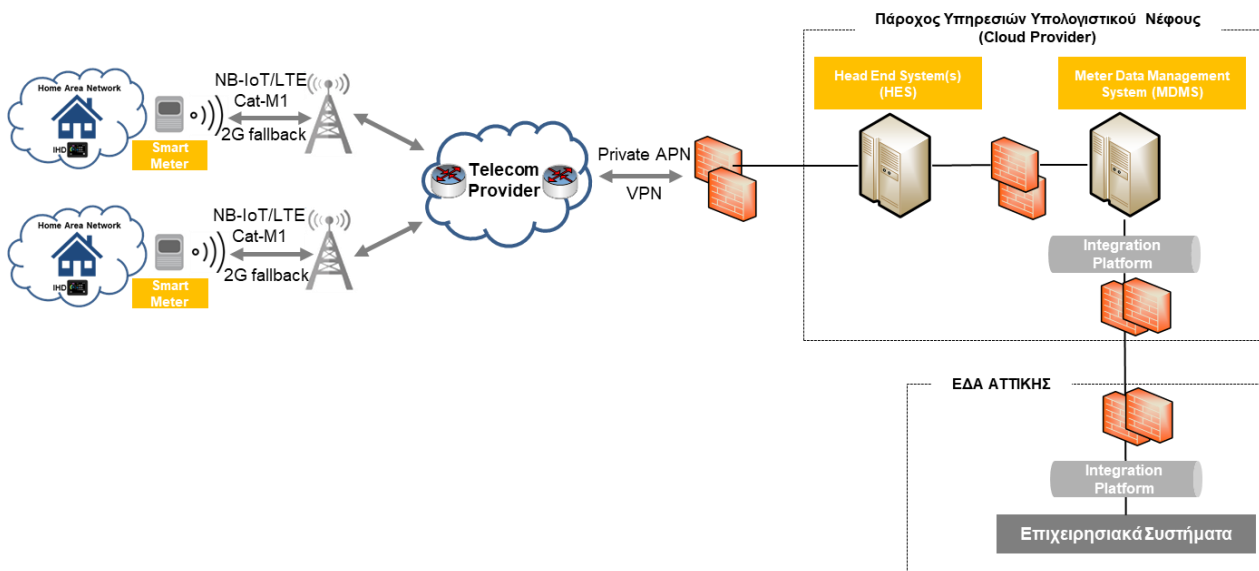 Πάροχος Υπηρεσιών Υπολογιστικού Νέφους
(Cloud Provider)
Head End System(s)
(HES)
Meter Data Management
System (MDMS)
Home Area Network
IHD
Smart
Meter
NB-IoT/LTE
Cat-M1
2G fallback
Telecom
Provider
Private APN
VPN
Home Area Network
IHD
Smart
Meter
NB-IoT/LTE
Cat-M1
2G fallback
Integration
Platform
ΕΔΑ ΑΤΤΙΚΗΣ
Integration
Platform
Επιχειρησιακά Συστήματα